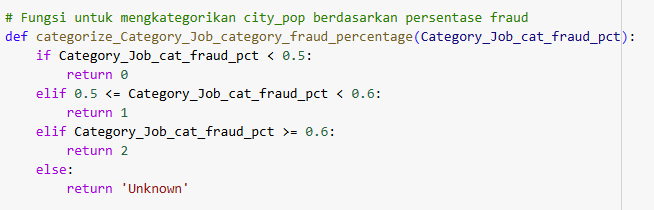 # Fungsi untuk mengkategorikan city_pop berdasarkan persentase fraud
def categorize_Category_Job_category_fraud_percentage(Category_Job_cat_fraud_pct):
    if Category_Job_cat_fraud_pct < 0.5:
        return 0
    elif 0.5 <= Category_Job_cat_fraud_pct < 0.6:
        return 1
    elif Category_Job_cat_fraud_pct >= 0.6:
        return 2
    else:
        return 'Unknown'